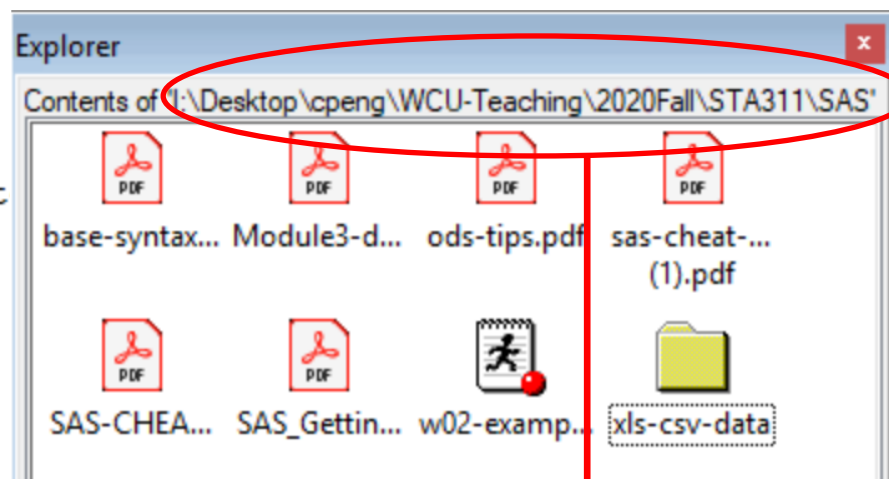 Explorer
x
Contents of 'I:\Desktop\cpeng\WCU-Teaching\2020Fall\STA311\SAS'
PDF PDF PDF PDF
base-syntax... Module3-d... ods-tips.pdf sas-cheat-...
(1).pdf
PDF PDF
SAS-CHEA... SAS_Gettin... w02-examp... xls-csv-data